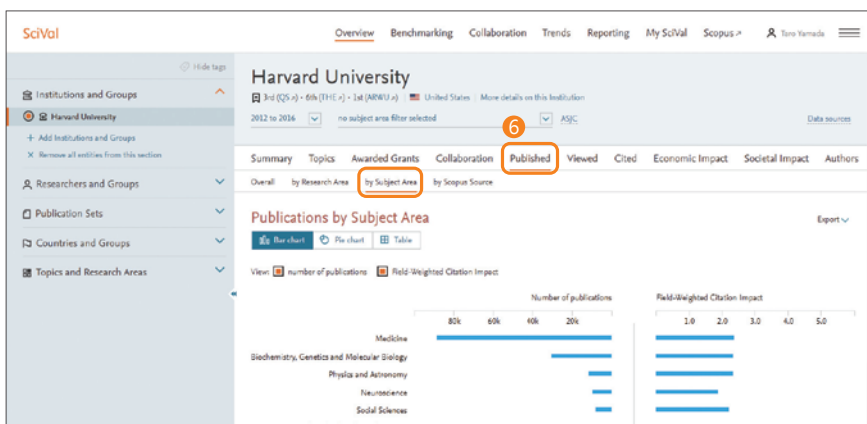 SciVal
Overview Benchmarking Collaboration Trends Reporting My SciVal Scopus Toro Yamada
Hide tags
Institutions and Groups
Harvard University
+ Add Institutions and Groups
× Remove all entities from this section
Researchers and Groups
Publication Sets
Countries and Groups
Topics and Research Areas
Harvard University
3rd (QS) • 6th (THE) • 1st (ARWU) | United States | More details on this Institution
2012 to 2016 no subject area filter selected ASJC Data sources
6
Summary Topics Awarded Grants Collaboration Published Viewed Cited Economic Impact Societal Impact Authors
Overall by Research Area by Subject Area by Scopus Source
Publications by Subject Area
Export
Bar chart Pie chart Table
View: number of publications Field-Weighted Citation Impact
Number of publications Field-Weighted Citation Impact
80k 60k 40k 20k 1.0 2.0 3.0 4.0 5.0
Medicine
Biochemistry, Genetics and Molecular Biology
Physics and Astronomy
Neuroscience
Social Sciences